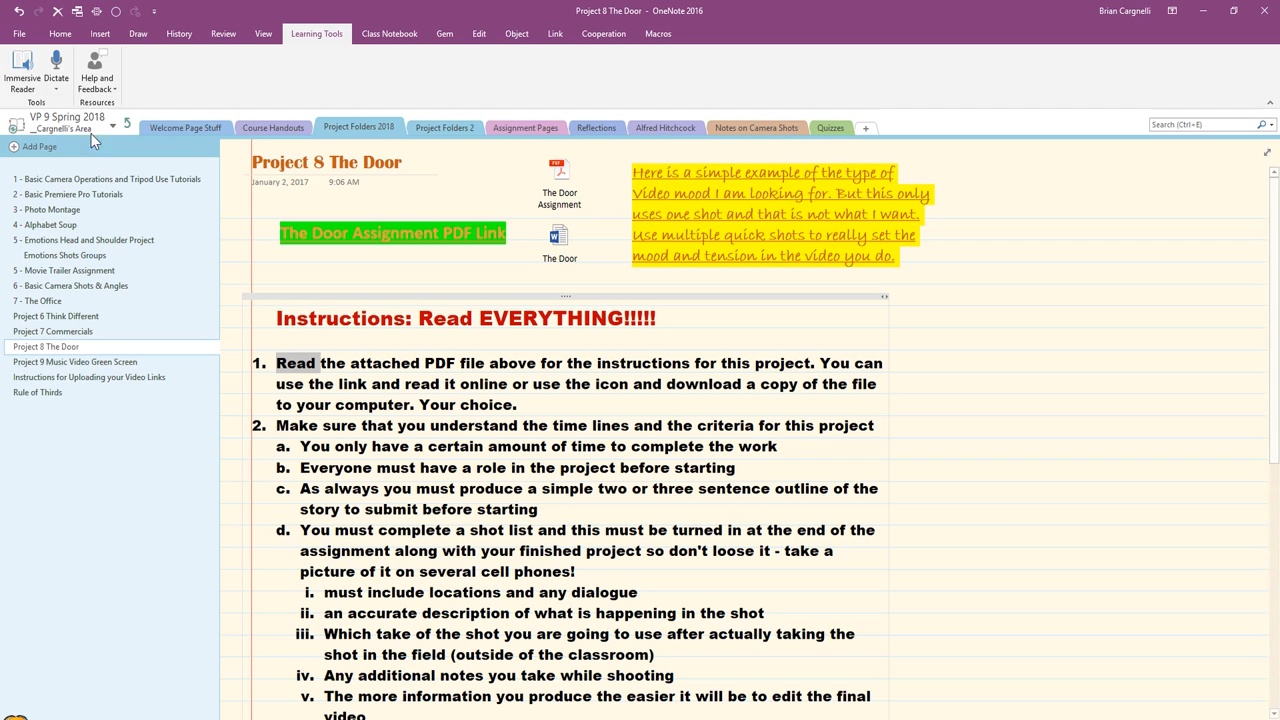 Project 8 The Door - OneNote 2016
Brian Cargnelli
File Home Insert Draw History Review View Learning Tools Class Notebook Gem Edit Object Link Cooperation Macros
Immersive Reader
Dictate
Help and Feedback
Tools
Resources
VP 9 Spring 2018
__Cargnelli's Area
Welcome Page Stuff Course Handouts Project Folders 2018 Project Folders 2 Assignment Pages Reflections Alfred Hitchcock Notes on Camera Shots Quizzes +
Search (Ctrl+E)
Add Page
1 - Basic Camera Operations and Tripod Use Tutorials
2 - Basic Premiere Pro Tutorials
3 - Photo Montage
4 - Alphabet Soup
5 - Emotions Head and Shoulder Project
Emotions Shots Groups
5 - Movie Trailer Assignment
6 - Basic Camera Shots & Angles
7 - The Office
Project 6 Think Different
Project 7 Commercials
Project 8 The Door
Project 9 Music Video Green Screen
Instructions for Uploading your Video Links
Rule of Thirds
Project 8 The Door
January 2, 2017 9:06 AM
The Door Assignment PDF Link
PDF
The Door
Assignment
The Door
Here is a simple example of the type of
Video mood I am looking for. But this only
uses one shot and that is not what I want.
Use multiple quick shots to really set the
mood and tension in the video you do.
Instructions: Read EVERYTHING!!!!!
1. Read the attached PDF file above for the instructions for this project. You can
use the link and read it online or use the icon and download a copy of the file
to your computer. Your choice.
2. Make sure that you understand the time lines and the criteria for this project
a. You only have a certain amount of time to complete the work
b. Everyone must have a role in the project before starting
c. As always you must produce a simple two or three sentence outline of the
story to submit before starting
d. You must complete a shot list and this must be turned in at the end of the
assignment along with your finished project so don't loose it - take a
picture of it on several cell phones!
i. must include locations and any dialogue
ii. an accurate description of what is happening in the shot
iii. Which take of the shot you are going to use after actually taking the
shot in the field (outside of the classroom)
iv. Any additional notes you take while shooting
v. The more information you produce the easier it will be to edit the final
video